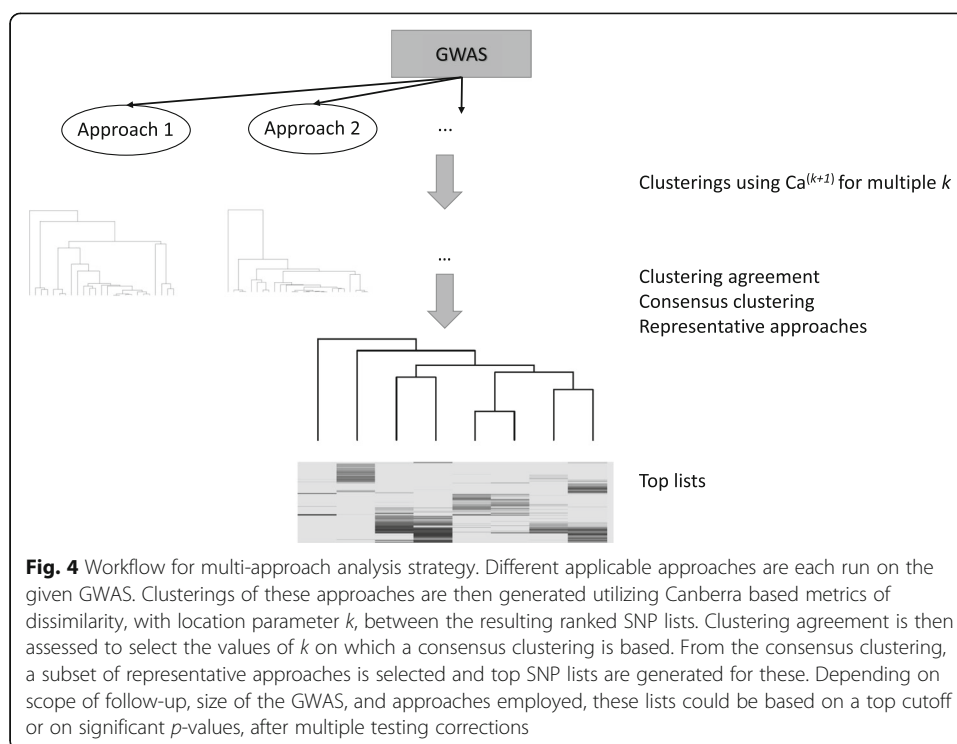 GWAS
Approach 1
Approach 2
...
Clusterings using Ca(k+1) for multiple k
...
Clustering agreement
Consensus clustering
Representative approaches
Top lists
Fig. 4 Workflow for multi-approach analysis strategy. Different applicable approaches are each run on the
given GWAS. Clusterings of these approaches are then generated utilizing Canberra based metrics of
dissimilarity, with location parameter k, between the resulting ranked SNP lists. Clustering agreement is then
assessed to select the values of k on which a consensus clustering is based. From the consensus clustering,
a subset of representative approaches is selected and top SNP lists are generated for these. Depending on
scope of follow-up, size of the GWAS, and approaches employed, these lists could be based on a top cutoff
or on significant p-values, after multiple testing corrections